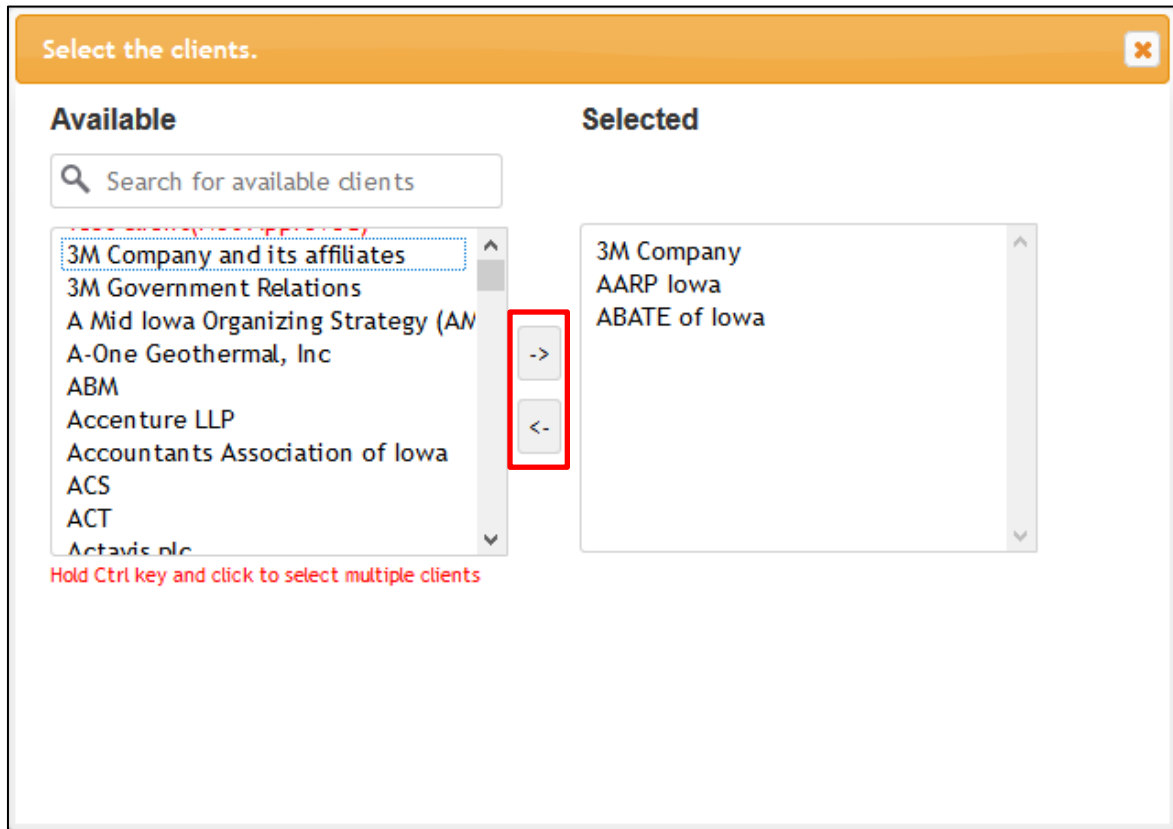 Select the clients.
Available
Selected
Search for available clients
3M Company and its affiliates
3M Government Relations
A Mid Iowa Organizing Strategy (AM
A-One Geothermal, Inc
ABM
Accenture LLP
Accountants Association of Iowa
ACS
ACT
Actavis plc
->
<-
3M Company
AARP Iowa
ABATE of Iowa
Hold Ctrl key and click to select multiple clients